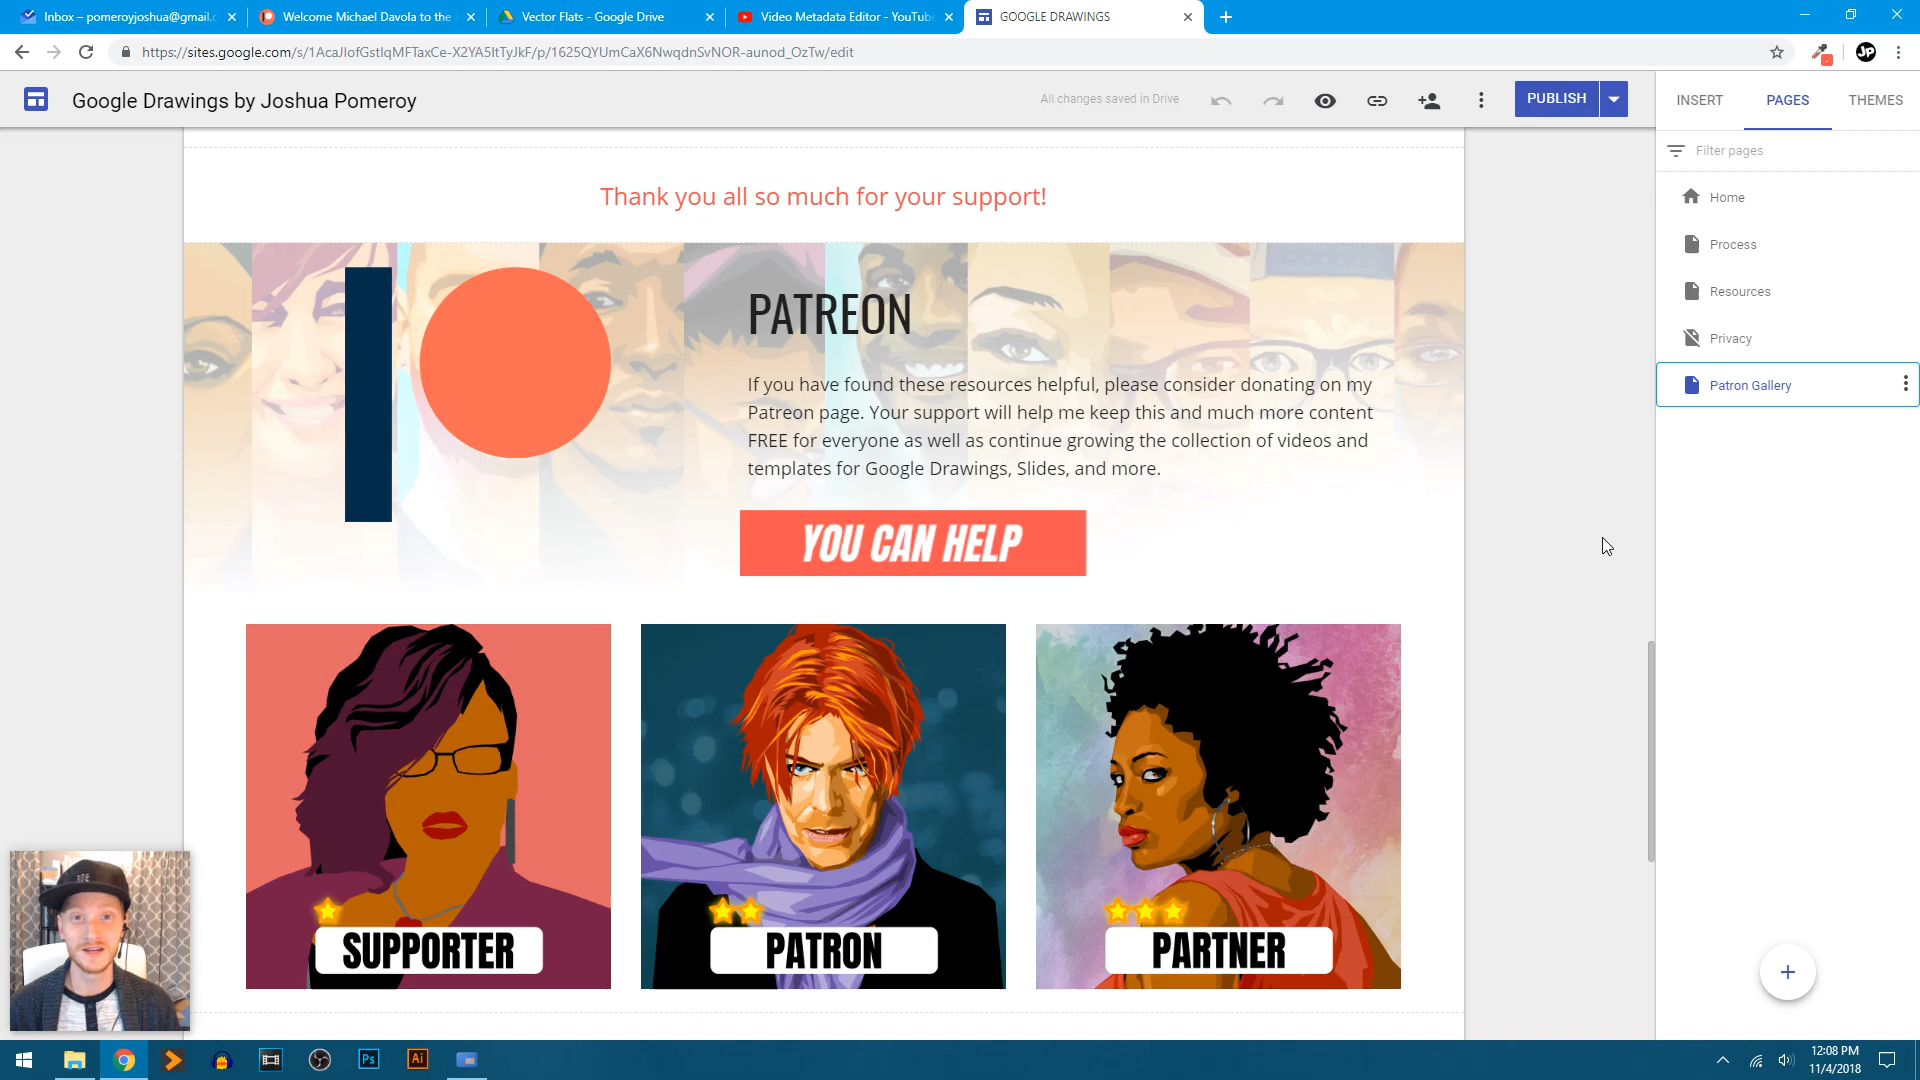 Inbox – pomeroyjoshua@gmail.c
Welcome Michael Davola to the
Vector Flats - Google Drive
Video Metadata Editor - YouTube
GOOGLE DRAWINGS
https://sites.google.com/s/1AcaJlofGstlqMFTaxCe-X2YA5ItTyJkF/p/1625QYUmCaX6NwqdnSvNOR-aunod_OzTw/edit
JP
Google Drawings by Joshua Pomeroy
All changes saved in Drive
PUBLISH
INSERT
PAGES
THEMES
Filter pages
Home
Process
Resources
Privacy
Patron Gallery
Thank you all so much for your support!
PATREON
If you have found these resources helpful, please consider donating on my
Patreon page. Your support will help me keep this and much more content
FREE for everyone as well as continue growing the collection of videos and
templates for Google Drawings, Slides, and more.
YOU CAN HELP
SUPPORTER
PATRON
PARTNER
Ps
Ai
12:08 PM
11/4/2018